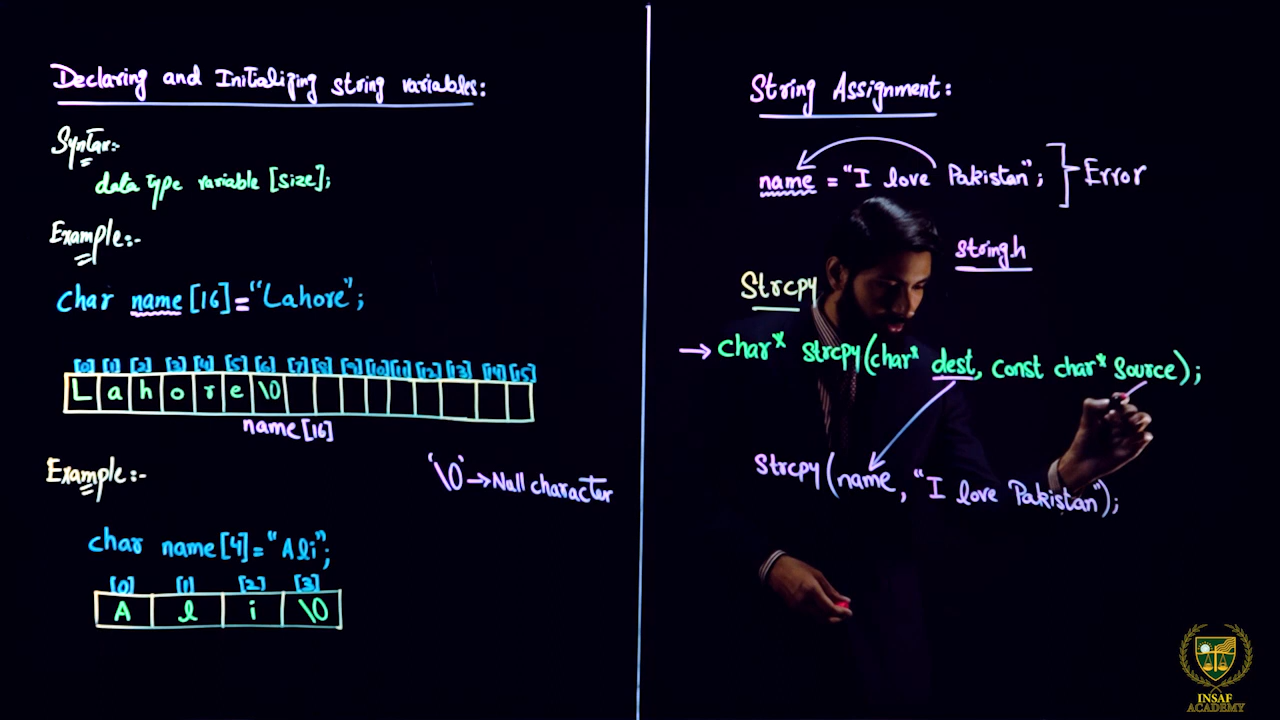 Declaring and Initializing string variables:
Syntax:-
data type variable [size];
Example:-
char name[16]="Lahore";
[0] [1] [2] [3] [4] [5] [6] [7] [8] [9] [10] [11] [12] [13] [14] [15]
L a h o r e \0
name[16]
'\0'→Null character
Example:-
char name[4]="Ali";
[0] [1] [2] [3]
A l i \0
String Assignment:
name = "I love Pakistan"; } Error
string.h
Strcpy
→ char* strcpy(char* dest, const char* Source);
Strcpy(name, "I love Pakistan");
INSAF
ACADEMY